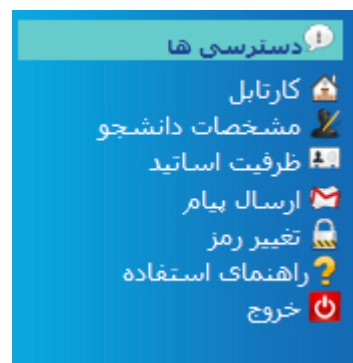 دسترسی ها
کارتابل
مشخصات دانشجو
ظرفیت اساتید
ارسال پیام
تغییر رمز
راهنمای استفاده
خروج